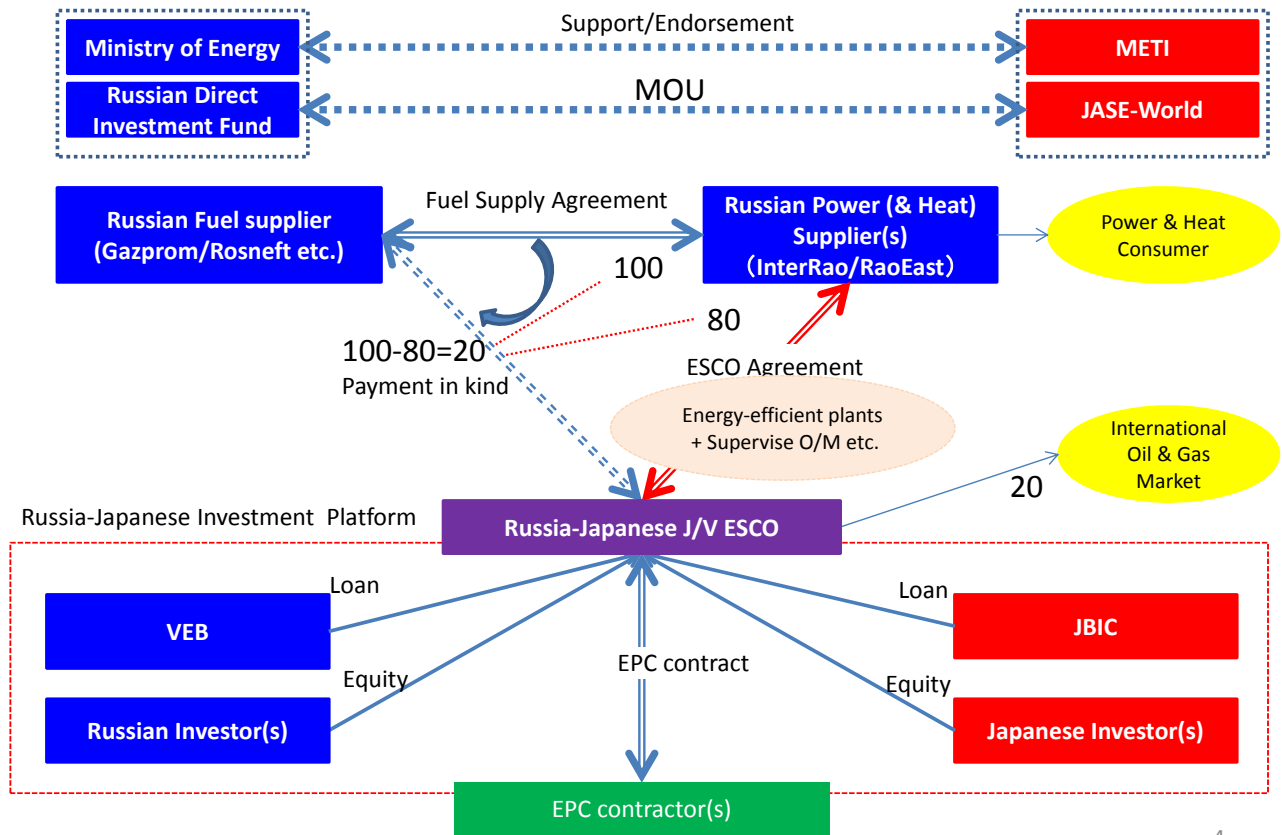 Support/Endorsement
Ministry of Energy
METI
MOU
Russian Direct
Investment Fund
JASE-World
Russian Fuel supplier
(Gazprom/Rosneft etc.)
Fuel Supply Agreement
Russian Power (& Heat)
Supplier(s)
（InterRao/RaoEast）
Power & Heat
Consumer
100
80
100-80=20
Payment in kind
ESCO Agreement
Energy-efficient plants
+ Supervise O/M etc.
International
Oil & Gas
Market
20
Russia-Japanese Investment Platform
Russia-Japanese J/V ESCO
Loan
VEB
Loan
JBIC
EPC contract
Equity
Russian Investor(s)
Equity
Japanese Investor(s)
EPC contractor(s)